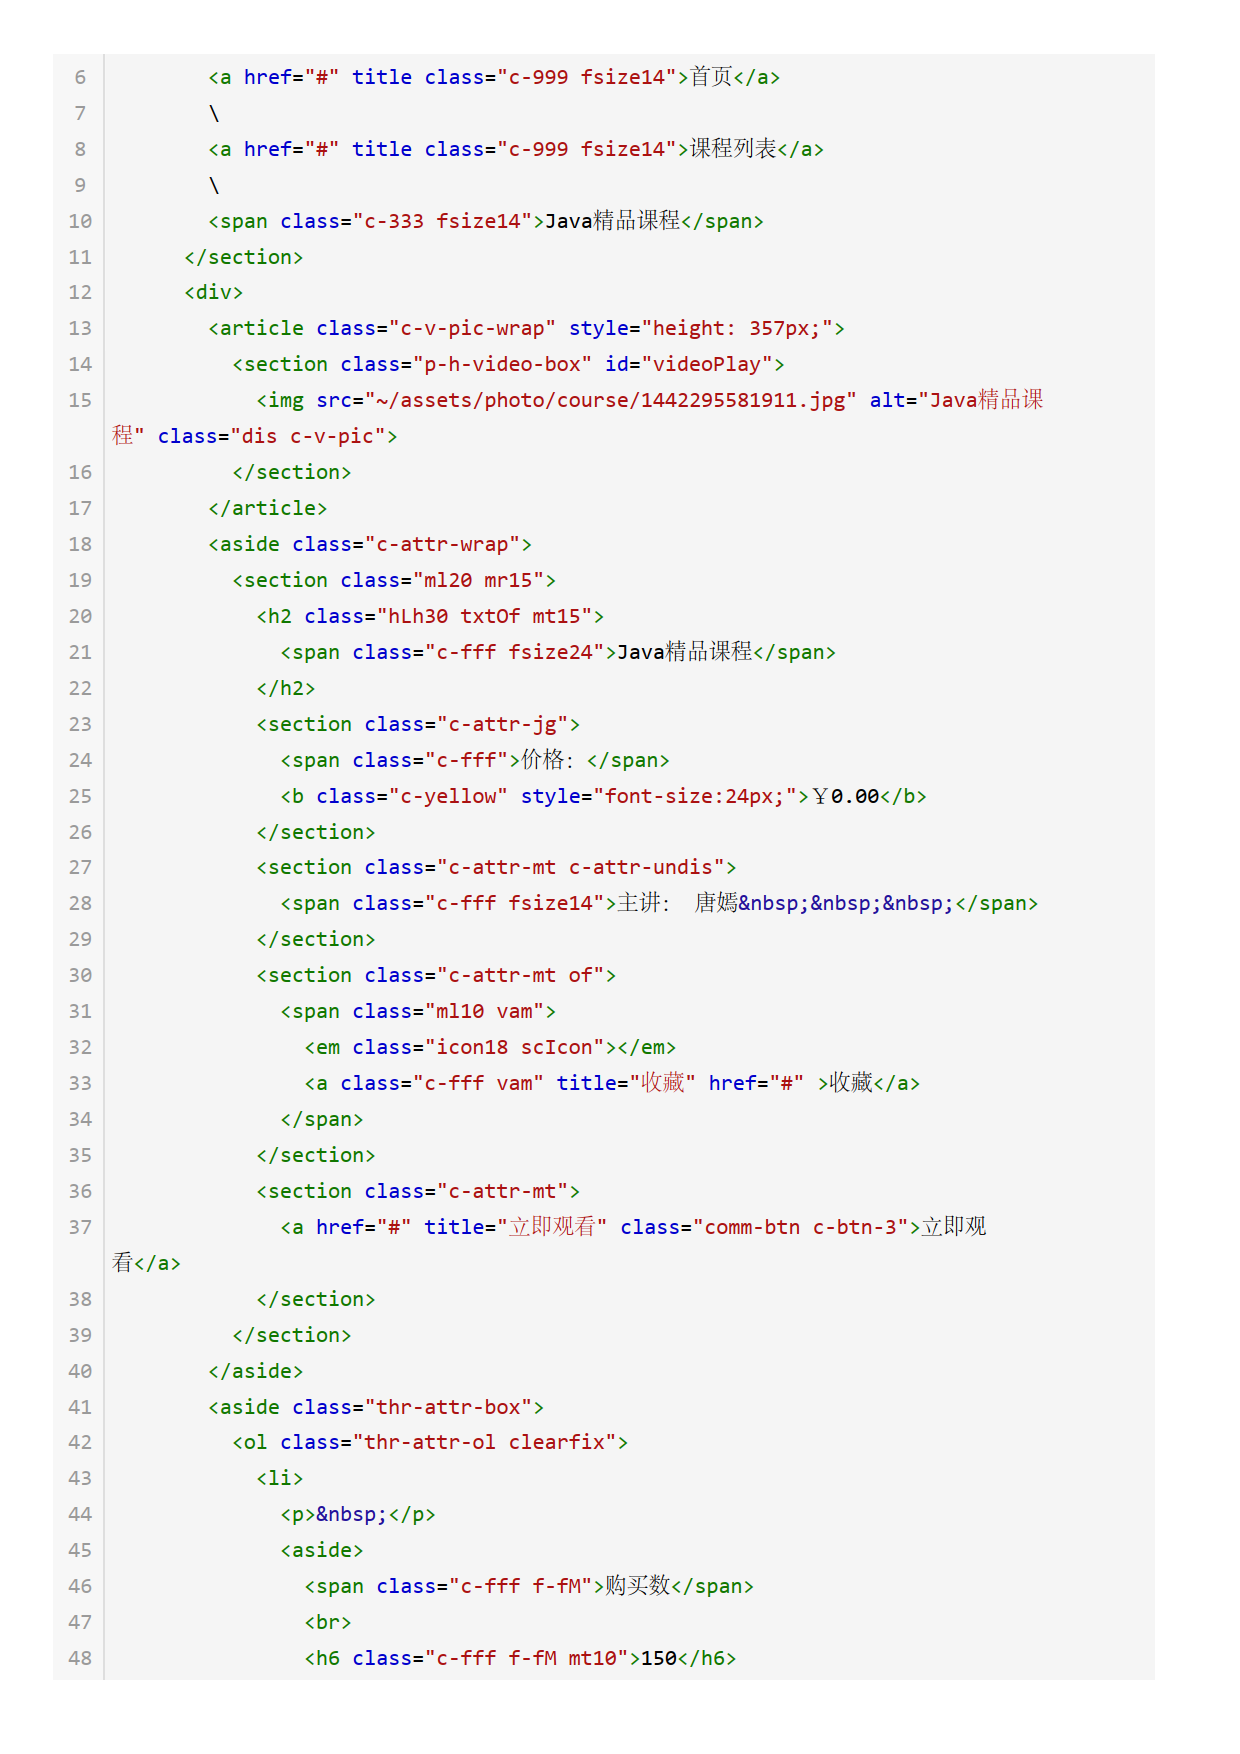 6 <a href="#" title class="c-999 fsize14">首页</a>
7 \
8 <a href="#" title class="c-999 fsize14">课程列表</a>
9 \
10 <span class="c-333 fsize14">Java精品课程</span>
11 </section>
12 <div>
13 <article class="c-v-pic-wrap" style="height: 357px;">
14 <section class="p-h-video-box" id="videoPlay">
15 <img src="~/assets/photo/course/1442295581911.jpg" alt="Java精品课
程" class="dis c-v-pic">
16 </section>
17 </article>
18 <aside class="c-attr-wrap">
19 <section class="ml20 mr15">
20 <h2 class="hLh30 txtOf mt15">
21 <span class="c-fff fsize24">Java精品课程</span>
22 </h2>
23 <section class="c-attr-jg">
24 <span class="c-fff">价格：</span>
25 <b class="c-yellow" style="font-size:24px;">￥0.00</b>
26 </section>
27 <section class="c-attr-mt c-attr-undis">
28 <span class="c-fff fsize14">主讲： 唐嫣&nbsp;&nbsp;&nbsp;</span>
29 </section>
30 <section class="c-attr-mt of">
31 <span class="ml10 vam">
32 <em class="icon18 scIcon"></em>
33 <a class="c-fff vam" title="收藏" href="#" >收藏</a>
34 </span>
35 </section>
36 <section class="c-attr-mt">
37 <a href="#" title="立即观看" class="comm-btn c-btn-3">立即观
看</a>
38 </section>
39 </section>
40 </aside>
41 <aside class="thr-attr-box">
42 <ol class="thr-attr-ol clearfix">
43 <li>
44 <p>&nbsp;</p>
45 <aside>
46 <span class="c-fff f-fM">购买数</span>
47 <br>
48 <h6 class="c-fff f-fM mt10">150</h6>